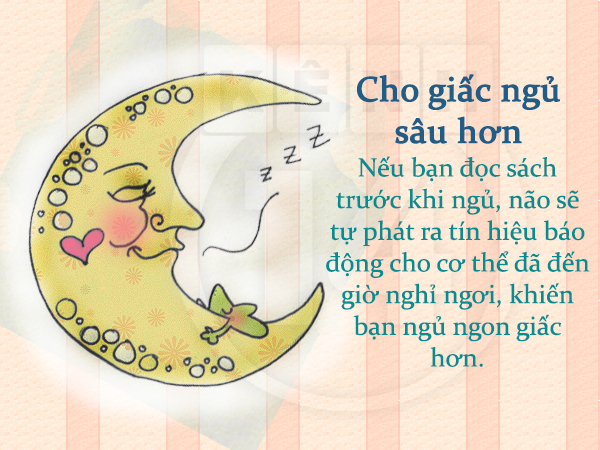 Cho giấc ngủ
sâu hơn
Nếu bạn đọc sách
trước khi ngủ, não sẽ
tự phát ra tín hiệu báo
động cho cơ thể đã đến
giờ nghỉ ngơi, khiến
bạn ngủ ngon giấc
hơn.
z z z